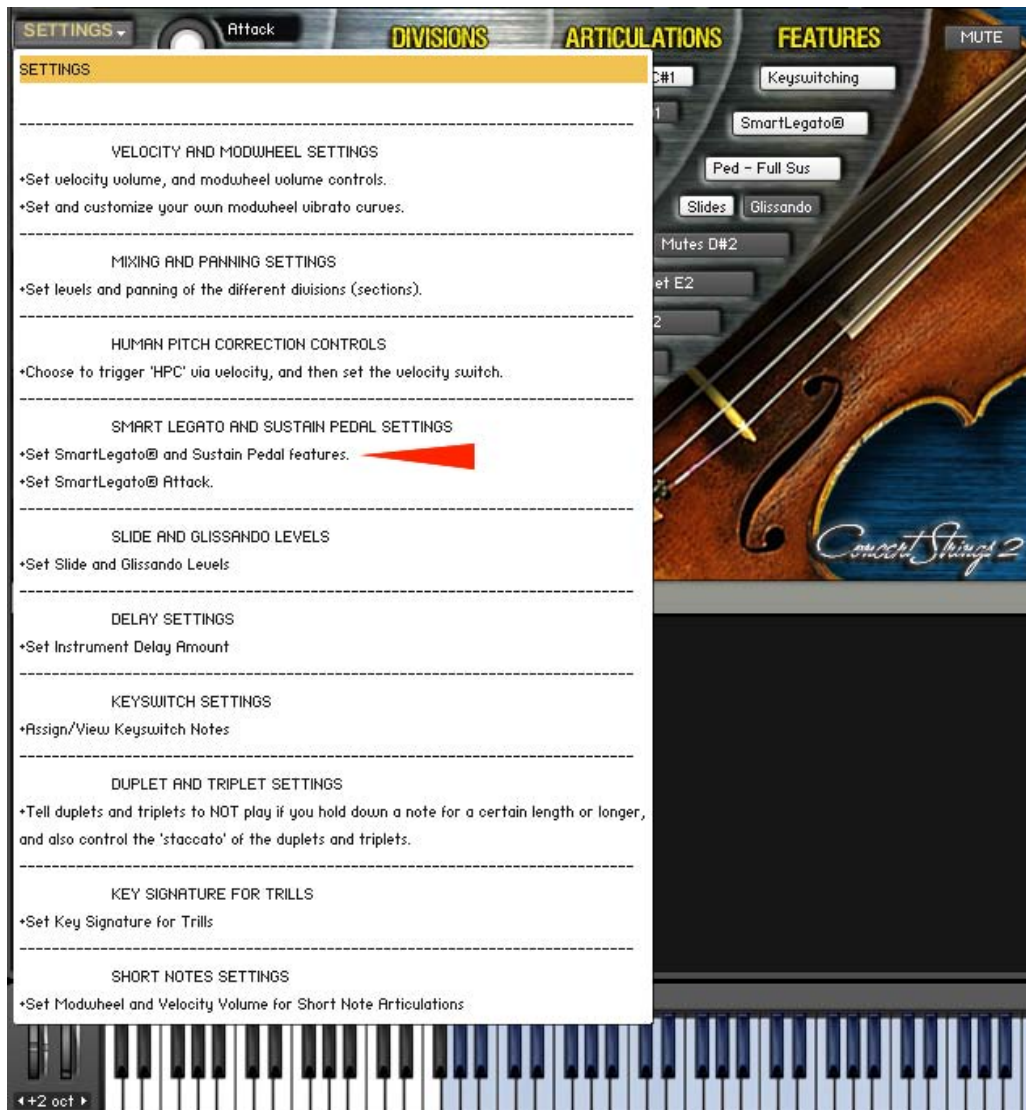 SETTINGS
Attack
DIVISIONS
ARTICULATIONS
FEATURES
MUTE
SETTINGS
C#1
Keyswitching
SmartLegato®
Ped - Full Sus
Slides
Glissando
Mutes D#2
et E2
2
VELOCITY AND MODWHEEL SETTINGS
+Set velocity volume, and modwheel volume controls.
+Set and customize your own modwheel vibrato curves.
MIXING AND PANNING SETTINGS
+Set levels and panning of the different divisions (sections).
HUMAN PITCH CORRECTION CONTROLS
+Choose to trigger 'HPC' via velocity, and then set the velocity switch.
SMART LEGATO AND SUSTAIN PEDAL SETTINGS
+Set SmartLegato® and Sustain Pedal features.
+Set SmartLegato® Attack.
SLIDE AND GLISSANDO LEVELS
+Set Slide and Glissando Levels
DELAY SETTINGS
+Set Instrument Delay Amount
KEYSWITCH SETTINGS
+Assign/View Keyswitch Notes
DUPLET AND TRIPLET SETTINGS
+Tell duplets and triplets to NOT play if you hold down a note for a certain length or longer,
and also control the 'staccato' of the duplets and triplets.
KEY SIGNATURE FOR TRILLS
+Set Key Signature for Trills
SHORT NOTES SETTINGS
+Set Modwheel and Velocity Volume for Short Note Articulations
Concert Strings 2
+2 oct